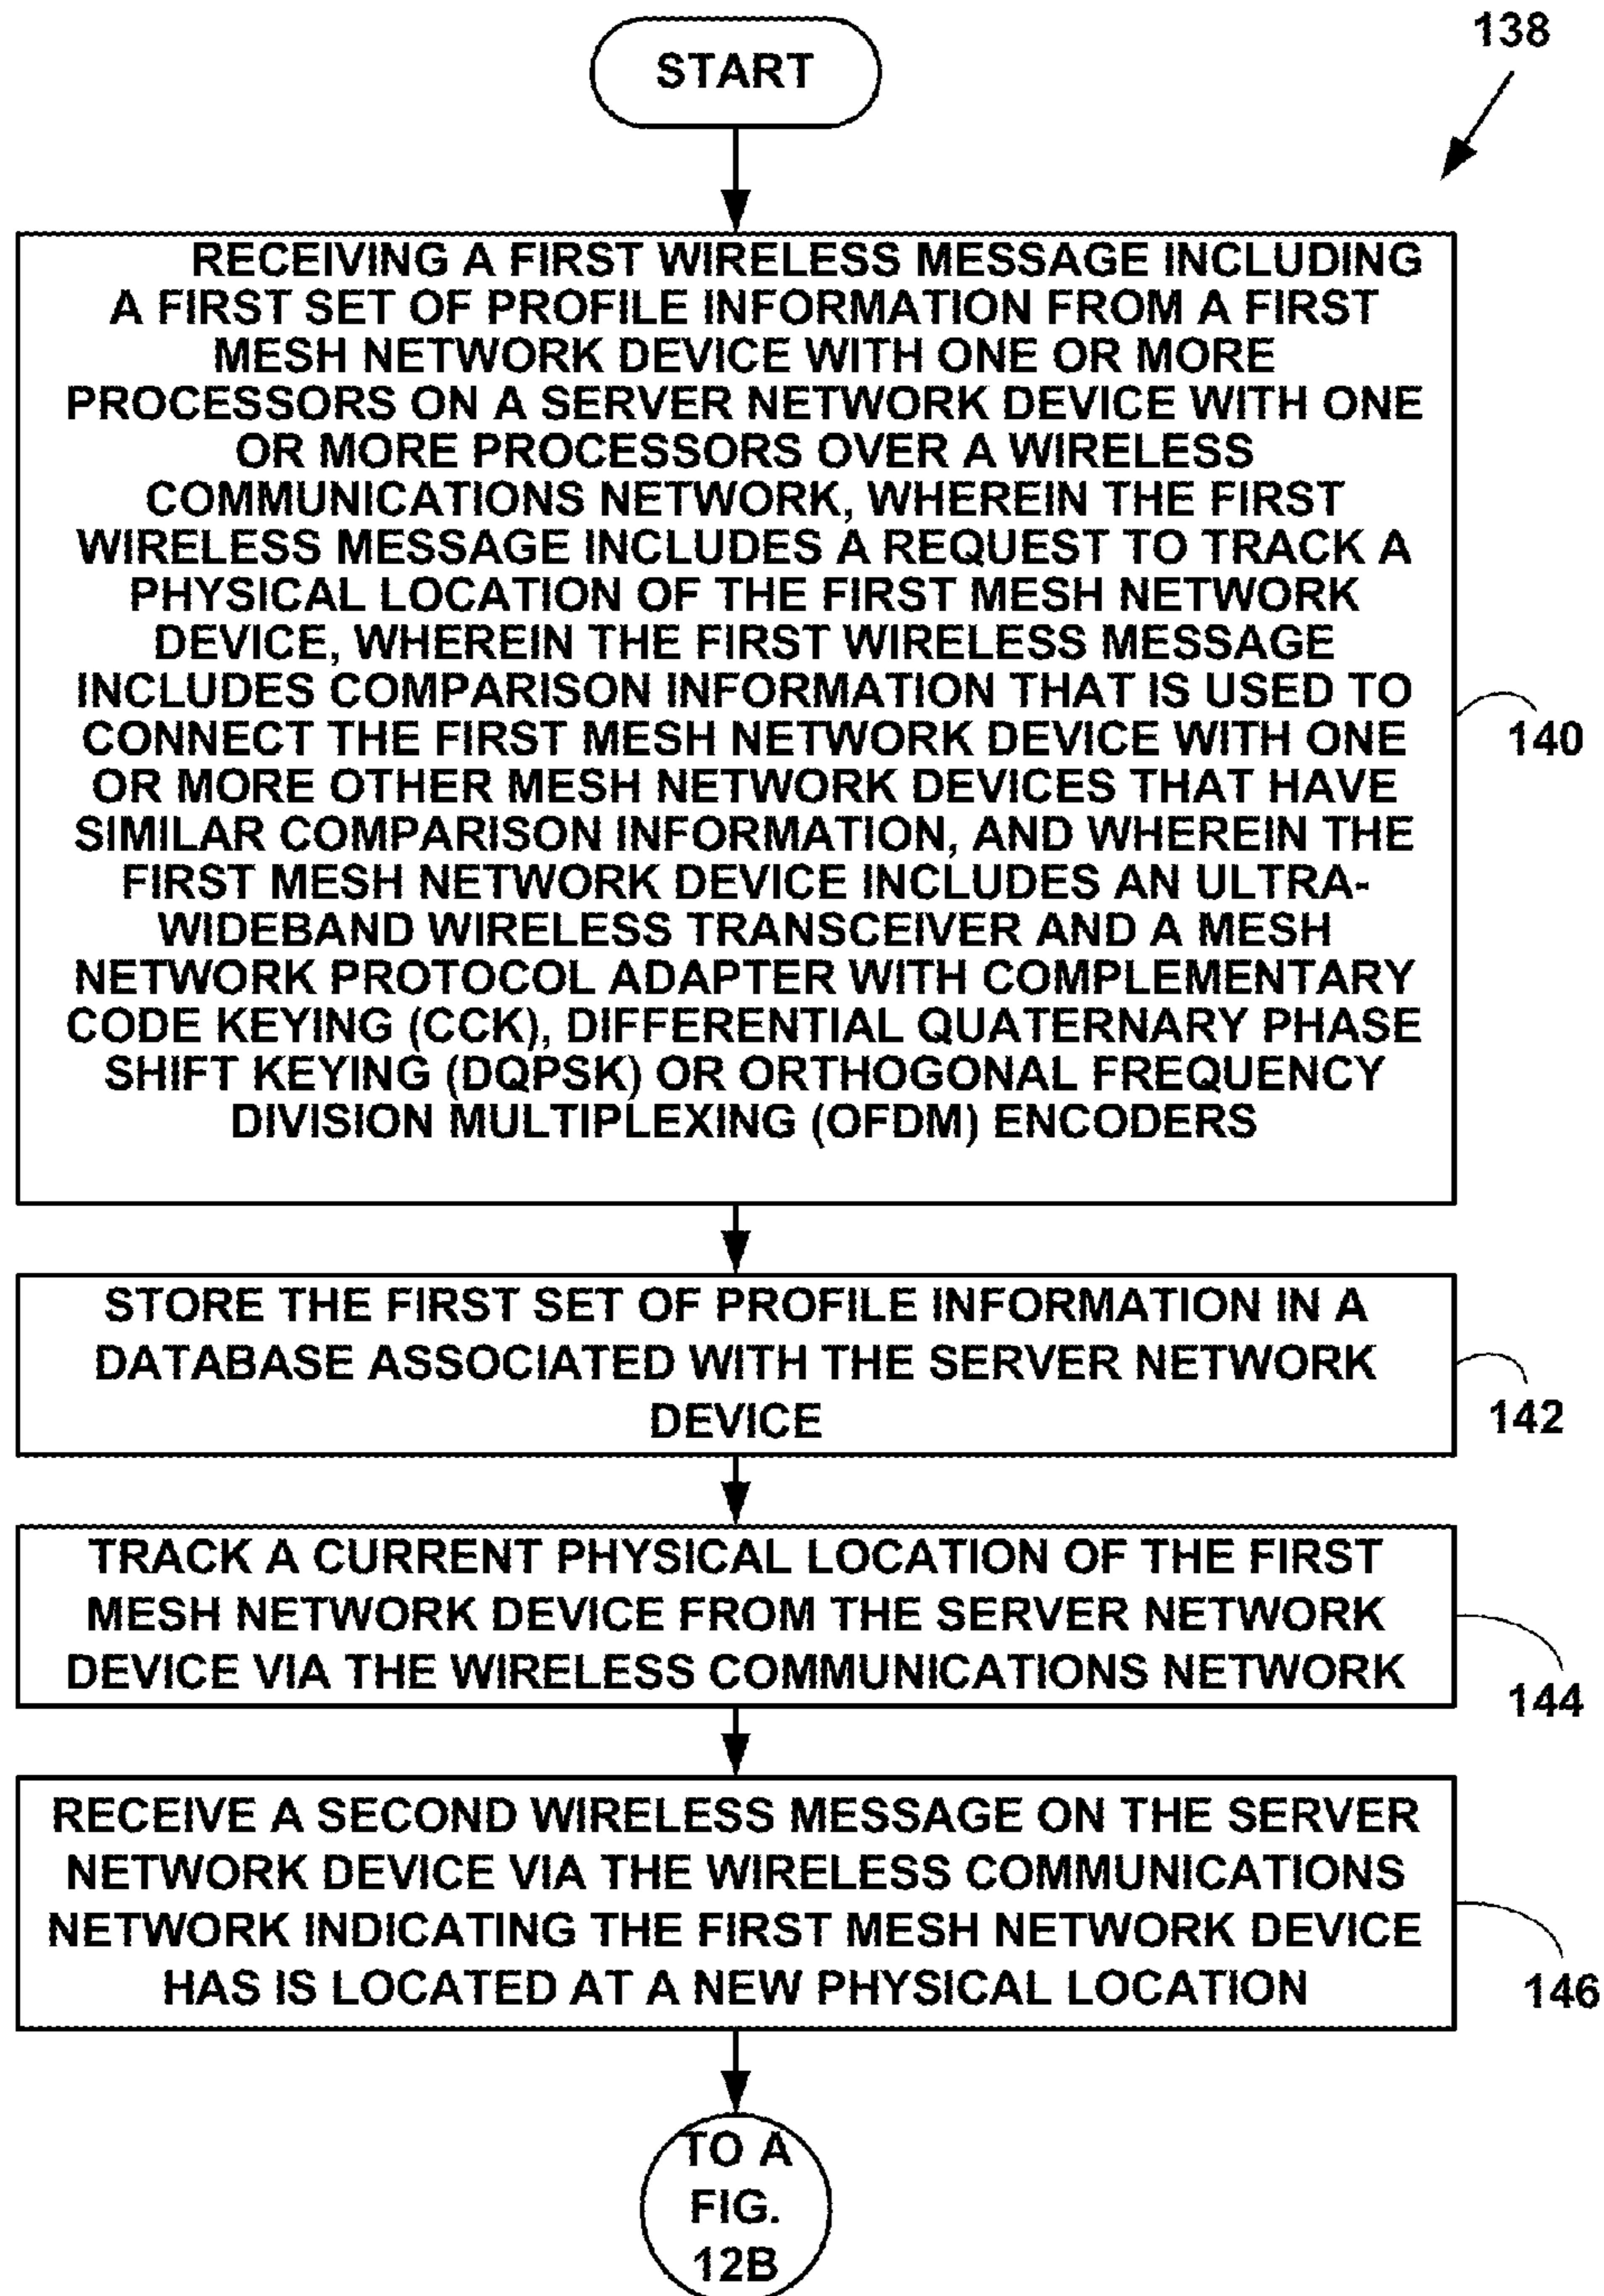 138
START
RECEIVING A FIRST WIRELESS MESSAGE INCLUDING
A FIRST SET OF PROFILE INFORMATION FROM A FIRST
MESH NETWORK DEVICE WITH ONE OR MORE
PROCESSORS ON A SERVER NETWORK DEVICE WITH ONE
OR MORE PROCESSORS OVER A WIRELESS
COMMUNICATIONS NETWORK, WHEREIN THE FIRST
WIRELESS MESSAGE INCLUDES A REQUEST TO TRACK A
PHYSICAL LOCATION OF THE FIRST MESH NETWORK
DEVICE, WHEREIN THE FIRST WIRELESS MESSAGE
INCLUDES COMPARISON INFORMATION THAT IS USED TO
CONNECT THE FIRST MESH NETWORK DEVICE WITH ONE
OR MORE OTHER MESH NETWORK DEVICES THAT HAVE
SIMILAR COMPARISON INFORMATION, AND WHEREIN THE
FIRST MESH NETWORK DEVICE INCLUDES AN ULTRA-
WIDEBAND WIRELESS TRANSCEIVER AND A MESH
NETWORK PROTOCOL ADAPTER WITH COMPLEMENTARY
CODE KEYING (CCK), DIFFERENTIAL QUATERNARY PHASE
SHIFT KEYING (DQPSK) OR ORTHOGONAL FREQUENCY
DIVISION MULTIPLEXING (OFDM) ENCODERS
140
STORE THE FIRST SET OF PROFILE INFORMATION IN A
DATABASE ASSOCIATED WITH THE SERVER NETWORK
DEVICE
142
TRACK A CURRENT PHYSICAL LOCATION OF THE FIRST
MESH NETWORK DEVICE FROM THE SERVER NETWORK
DEVICE VIA THE WIRELESS COMMUNICATIONS NETWORK
144
RECEIVE A SECOND WIRELESS MESSAGE ON THE SERVER
NETWORK DEVICE VIA THE WIRELESS COMMUNICATIONS
NETWORK INDICATING THE FIRST MESH NETWORK DEVICE
HAS IS LOCATED AT A NEW PHYSICAL LOCATION
146
TO A
FIG.
12B